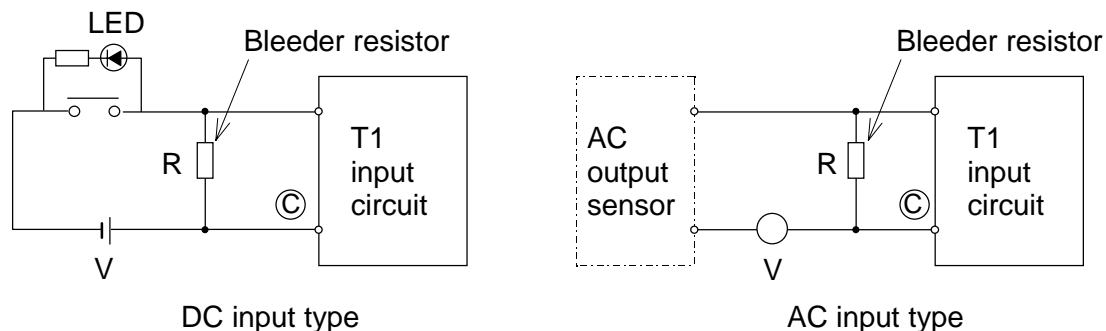 LED
Bleeder resistor
R
C
V
T1
input
circuit
DC input type
Bleeder resistor
AC
output
sensor
R
C
V
T1
input
circuit
AC input type